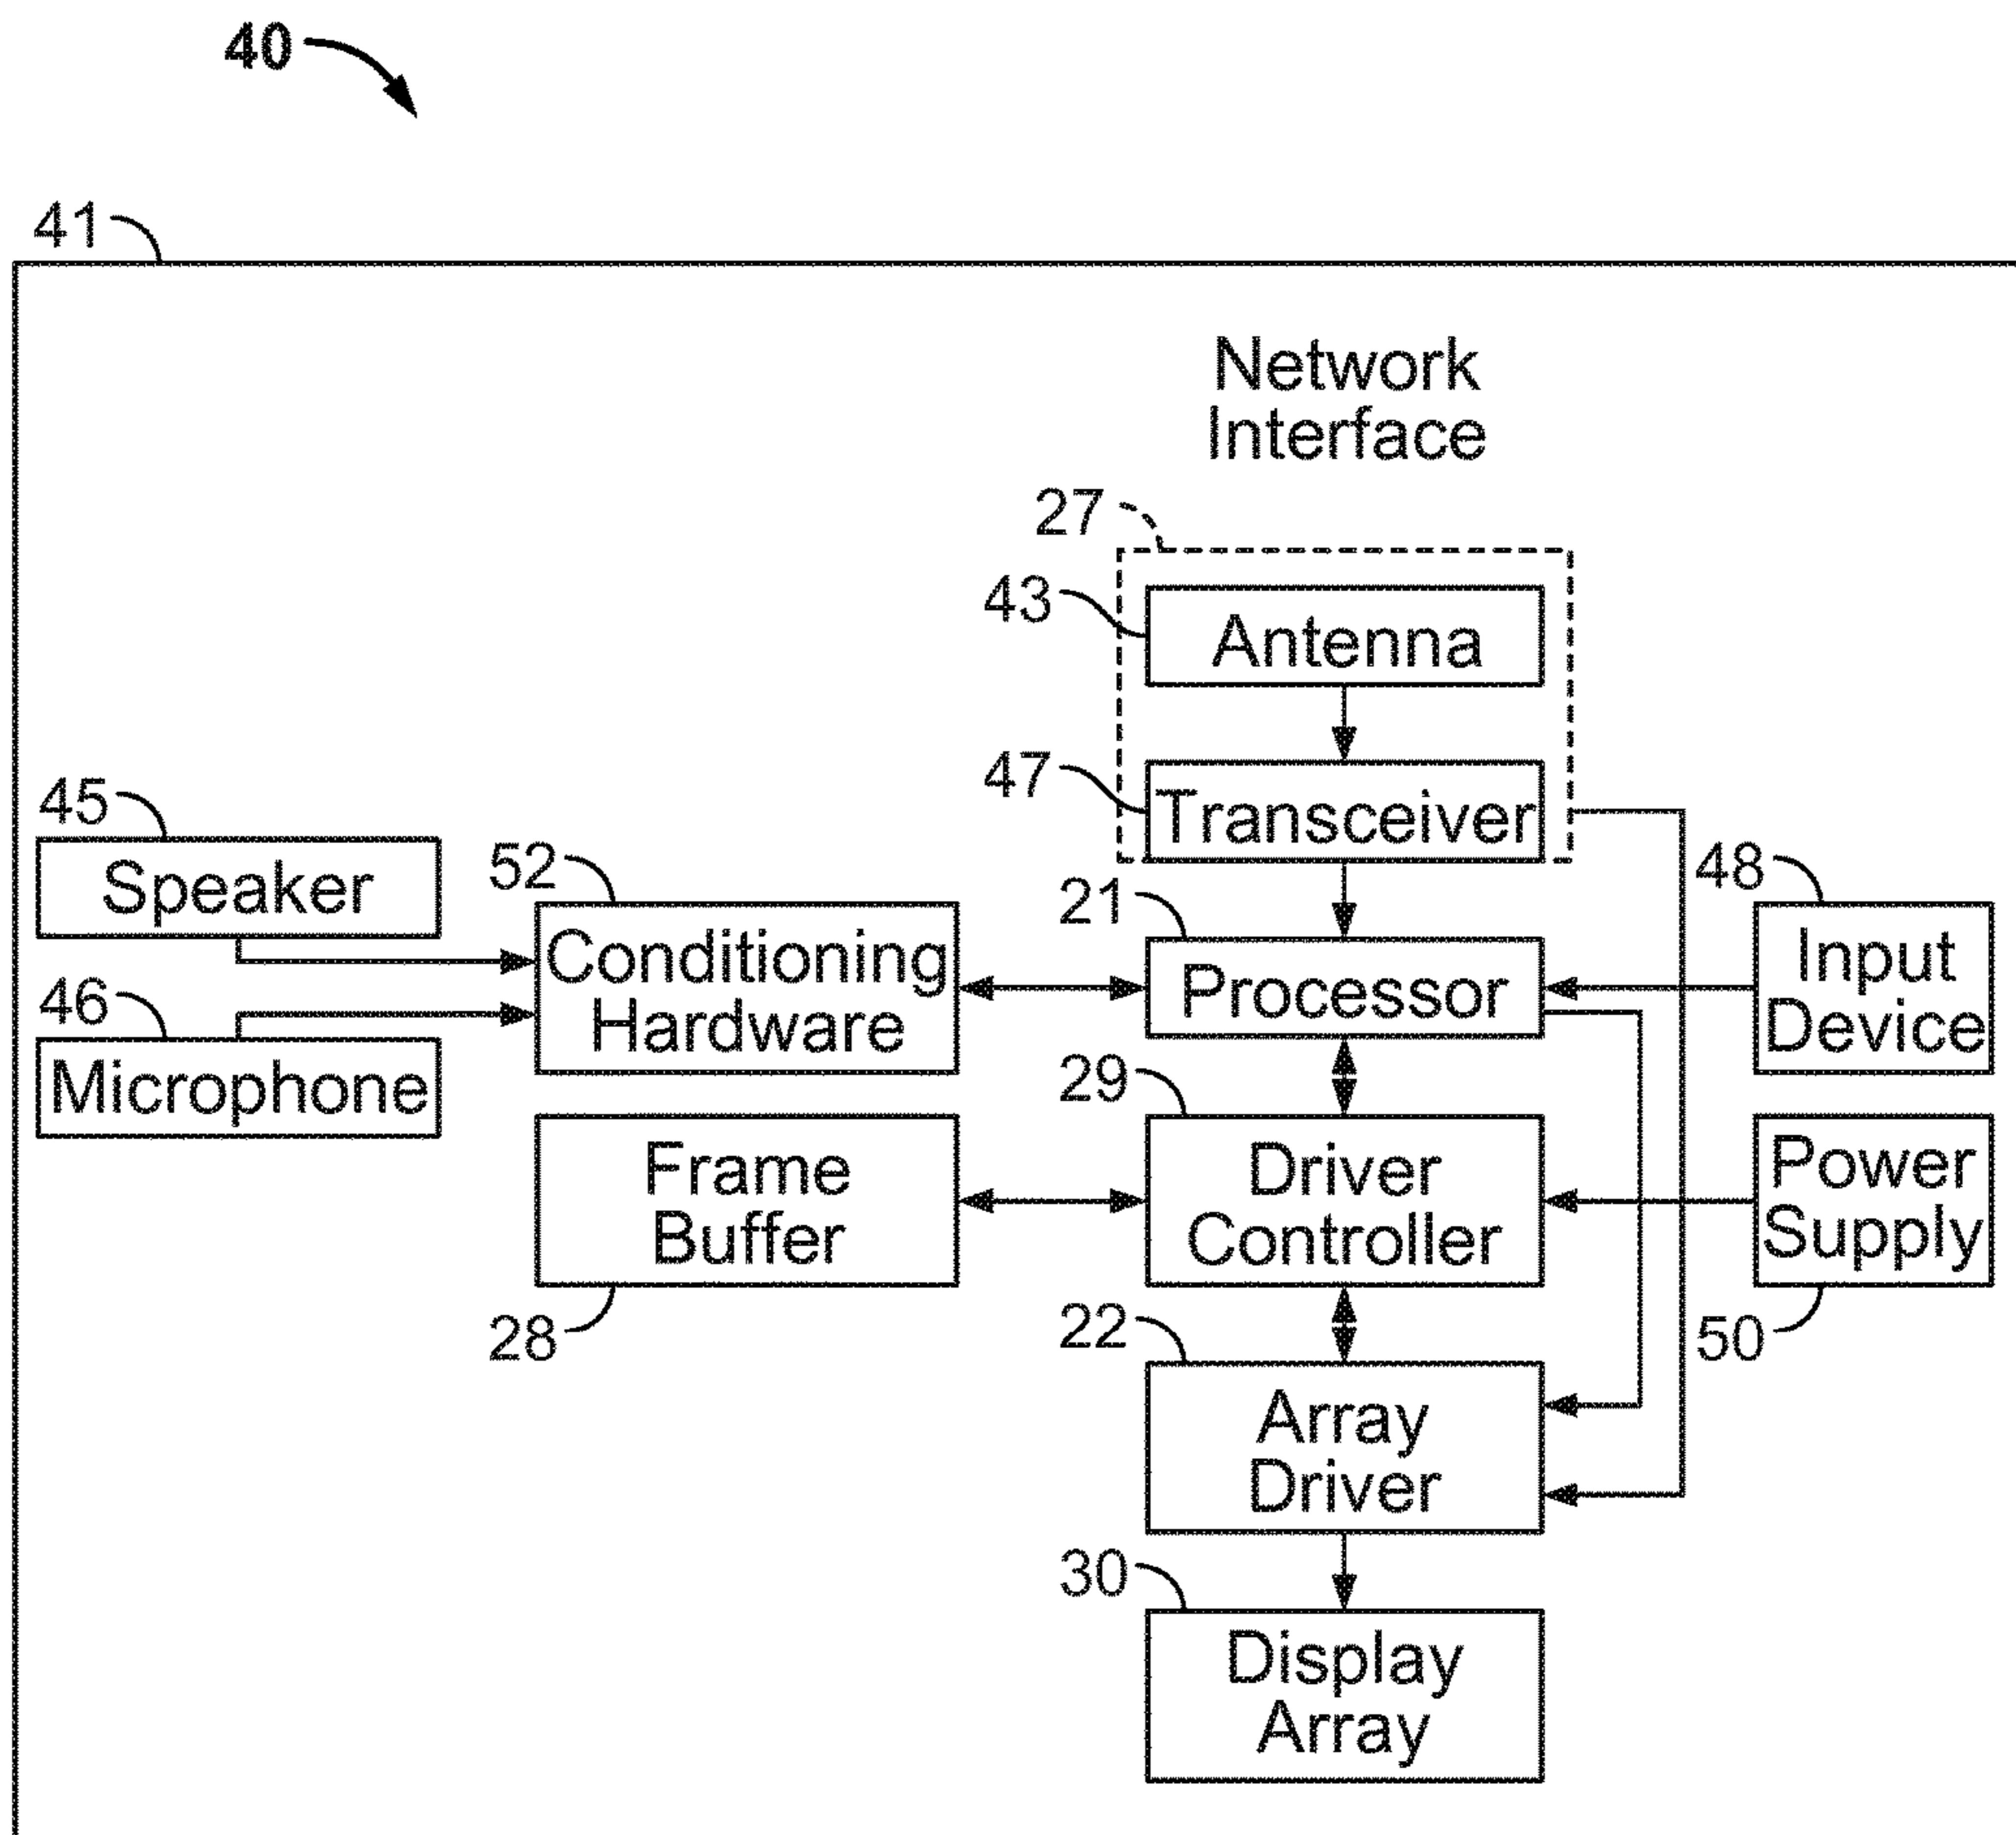 40
41
Network
Interface
27
43
Antenna
47
Transceiver
45
Speaker
52
Conditioning
Hardware
21
Processor
48
Input
Device
46
Microphone
29
Driver
Controller
Frame
Buffer
28
Power
Supply
50
22
Array
Driver
30
Display
Array